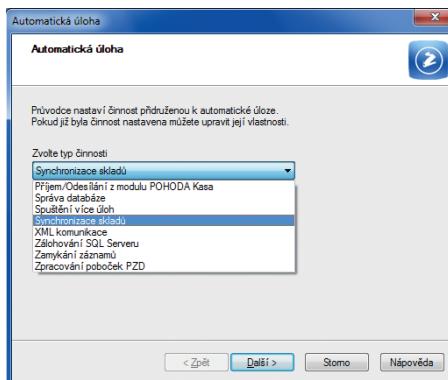 Automatická úloha
Automatická úloha
Průvodce nastaví činnost přidruženou k automatické úloze.
Pokud již byla činnost nastavena můžete upravit její vlastnosti.
Zvolte typ činnosti
Synchronizace skladů
Příjem/Odesílání z modulu POHODA Kasa
Správa databáze
Spuštění více úloh
Synchronizace skladů
XML komunikace
Zálohování SQL Serveru
Zamykání záznamů
Zpracování poboček PZD
< Zpět
Další >
Storno
Nápověda